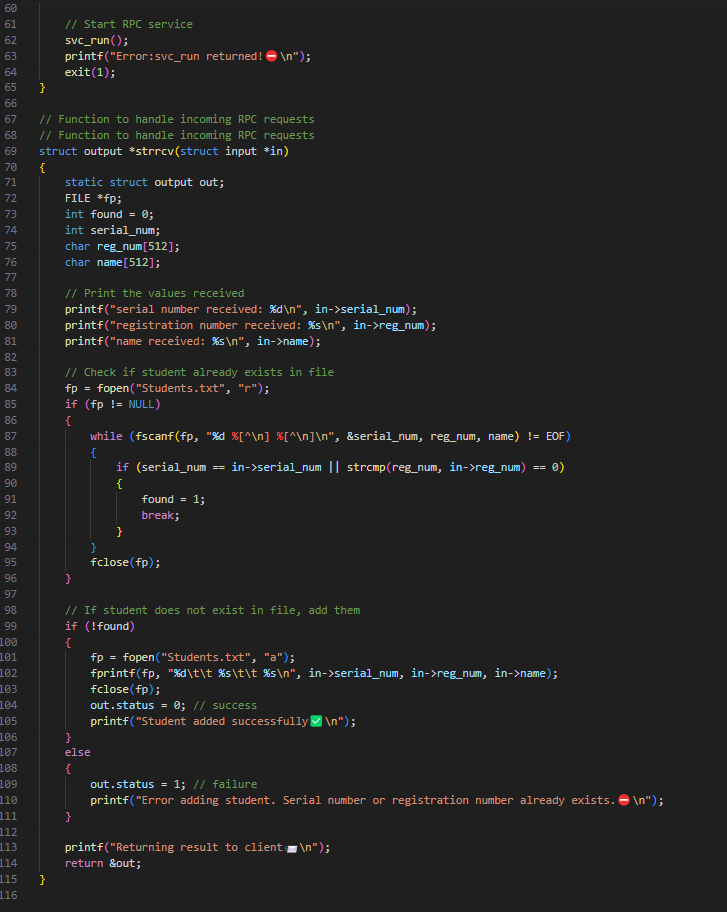 60
61     // Start RPC service
62     svc_run();
63     printf("Error:svc_run returned!⛔\n");
64     exit(1);
65 }
66
67 // Function to handle incoming RPC requests
68 // Function to handle incoming RPC requests
69 struct output *strrcv(struct input *in)
70 {
71     static struct output out;
72     FILE *fp;
73     int found = 0;
74     int serial_num;
75     char reg_num[512];
76     char name[512];
77
78     // Print the values received
79     printf("serial number received: %d\n", in->serial_num);
80     printf("registration number received: %s\n", in->reg_num);
81     printf("name received: %s\n", in->name);
82
83     // Check if student already exists in file
84     fp = fopen("Students.txt", "r");
85     if (fp != NULL)
86     {
87         while (fscanf(fp, "%d %[^\n] %[^\n]\n", &serial_num, reg_num, name) != EOF)
88         {
89             if (serial_num == in->serial_num || strcmp(reg_num, in->reg_num) == 0)
90             {
91                 found = 1;
92                 break;
93             }
94         }
95         fclose(fp);
96     }
97
98     // If student does not exist in file, add them
99     if (!found)
100     {
101         fp = fopen("Students.txt", "a");
102         fprintf(fp, "%d\t\t %s\t\t %s\n", in->serial_num, in->reg_num, in->name);
103         fclose(fp);
104         out.status = 0; // success
105         printf("Student added successfully✅\n");
106     }
107     else
108     {
109         out.status = 1; // failure
110         printf("Error adding student. Serial number or registration number already exists.⛔\n");
111     }
112
113     printf("Returning result to client📨\n");
114     return &out;
115 }
116